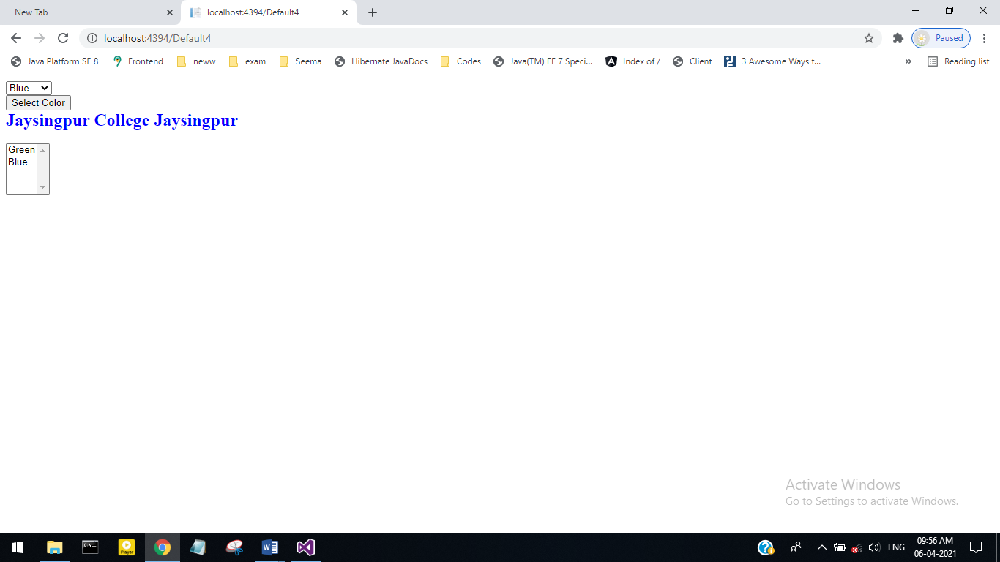 New Tab
localhost:4394/Default4
localhost:4394/Default4
Paused
Java Platform SE 8 Frontend neww exam Seema Hibernate JavaDocs Codes Java(TM) EE 7 Speci... Index of / Client 3 Awesome Ways t... » Reading list
Blue
Select Color
Jaysingpur College Jaysingpur
Green
Blue
Activate Windows
Go to Settings to activate Windows.
Player
ENG
09:56 AM
06-04-2021